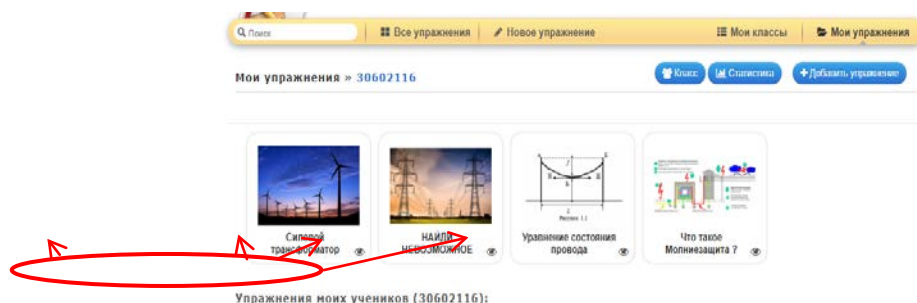 Поиск
Все упражнения
Новое упражнение
Мои классы
Мои упражнения
Мои упражнения » 30602116
Класс
Статистика
+Добавить упражнение
Силовой
трансформатор
НАЙДИ
НЕВОЗМОЖНОЕ
Уравнение состояния
провода
Что такое
Молниезащита ?
Упражнения моих учеников (30602116):